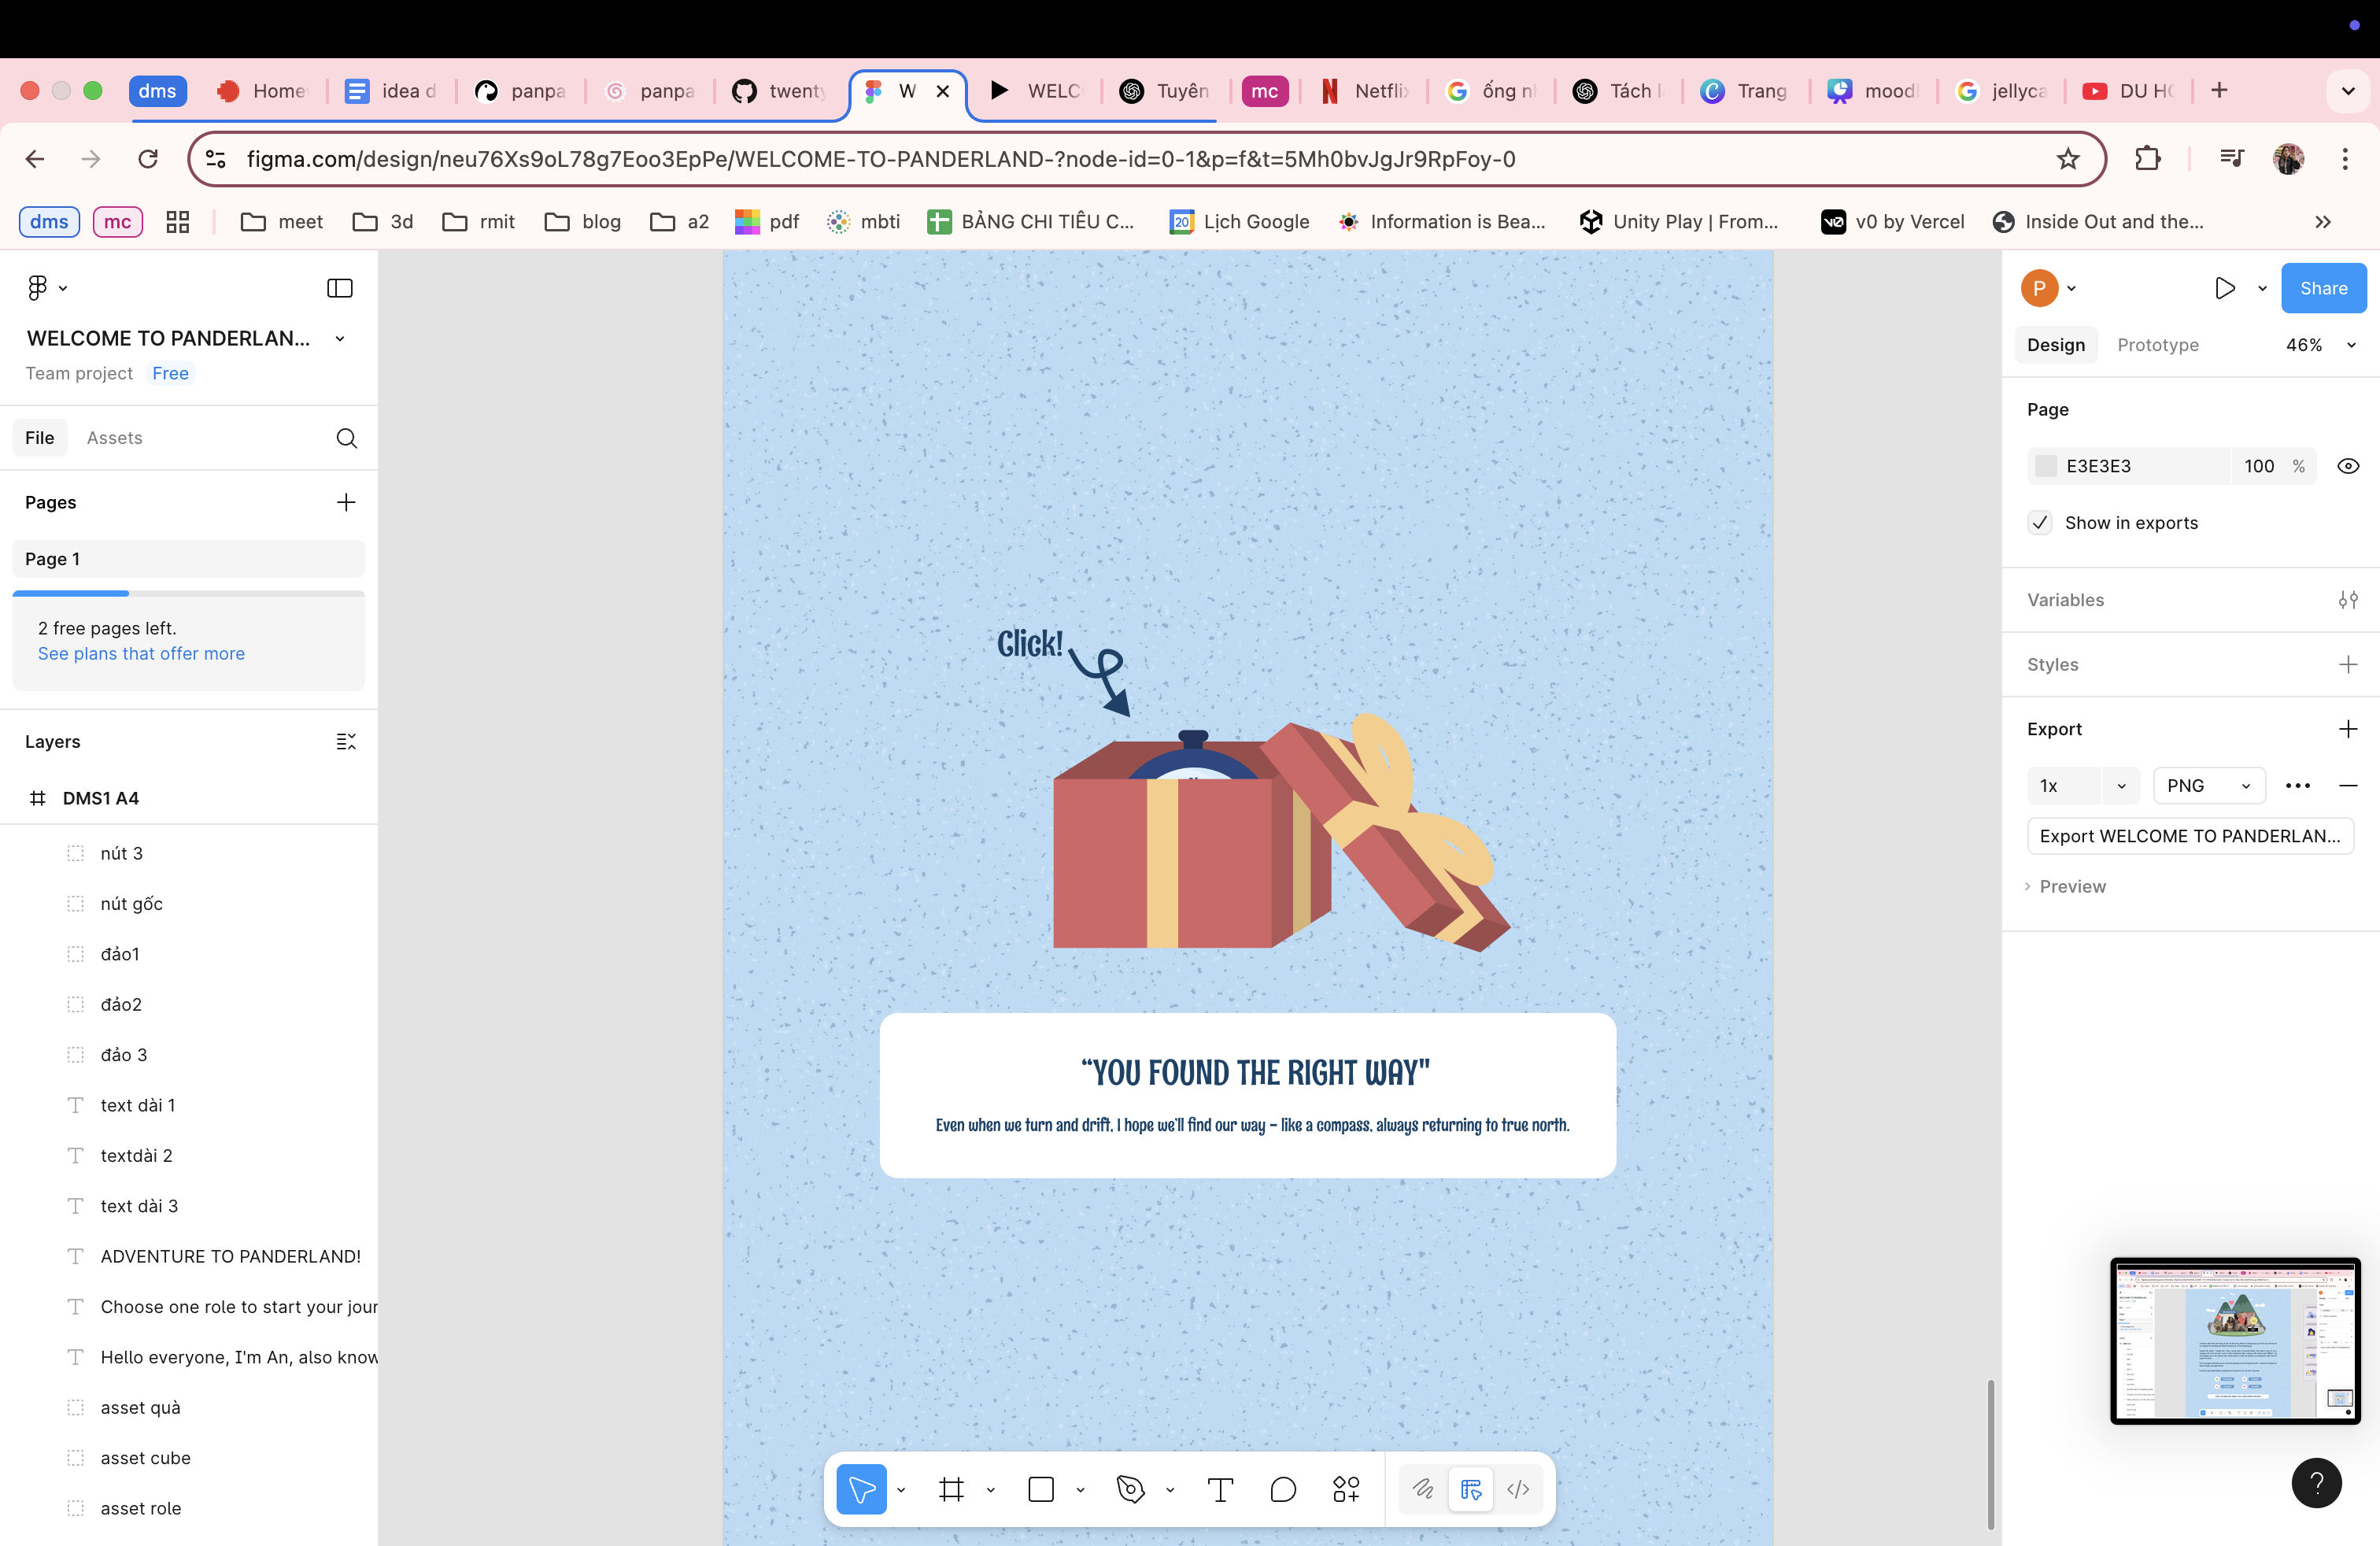 dms
Home
idea d
panpa
panpa
twenty
W
WELC
Tuyên
mc
Netflix
ống n
Tách l
Trang
mood
jellyca
DU H
figma.com/design/neu76Xs9oL78g7Eoo3EpPe/WELCOME-TO-PANDERLAND-?node-id=0-1&p=f&t=5Mh0bvJgJr9RpFoy-0
dms
mc
meet
3d
rmit
blog
a2
pdf
mbti
BẢNG CHI TIÊU C...
20
Lịch Google
Information is Bea...
Unity Play | From...
v0
v0 by Vercel
Inside Out and the...
WELCOME TO PANDERLAN...
Team project
Free
File
Assets
Pages
Page 1
2 free pages left.
See plans that offer more
Layers
DMS1 A4
nút 3
nút gốc
đảo1
đảo2
đảo 3
text dài 1
textdài 2
text dài 3
ADVENTURE TO PANDERLAND!
Choose one role to start your jour
Hello everyone, I'm An, also know
asset quà
asset cube
asset role
Click!
“YOU FOUND THE RIGHT WAY"
Even when we turn and drift, I hope we'll find our way – like a compass, always returning to true north.
P
Share
Design
Prototype
46%
Page
E3E3E3
100
%
Show in exports
Variables
Styles
Export
1x
PNG
Export WELCOME TO PANDERLAN...
Preview
?